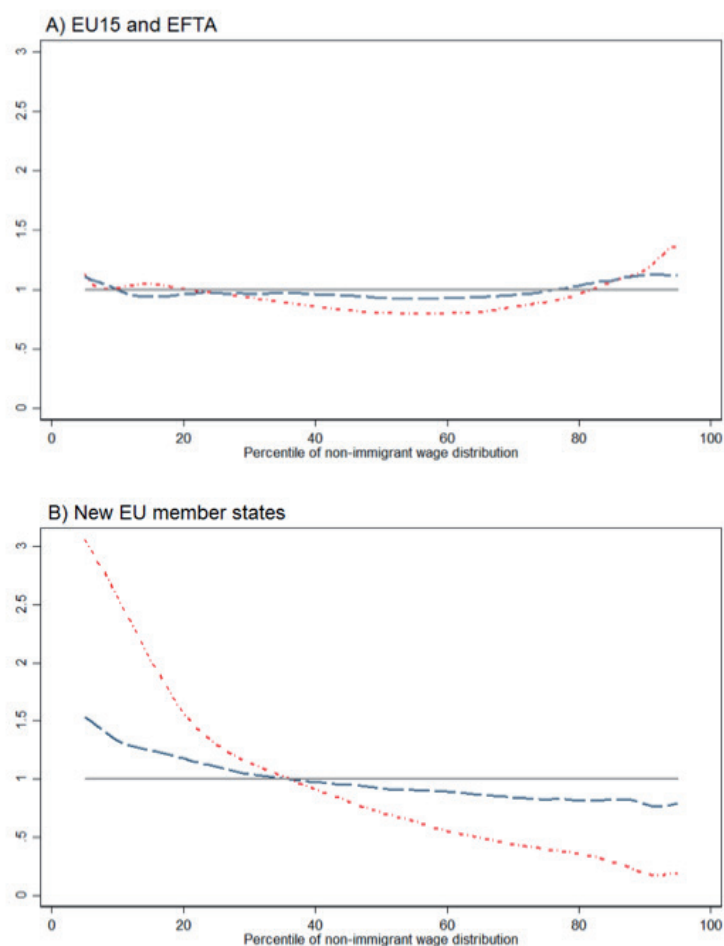 A) EU15 and EFTA
3
2.5
2
1.5
1
.5
0
0 20 40 60 80 100
Percentile of non-immigrant wage distribution
B) New EU member states
3
2.5
2
1.5
1
.5
0
0 20 40 60 80 100
Percentile of non-immigrant wage distribution